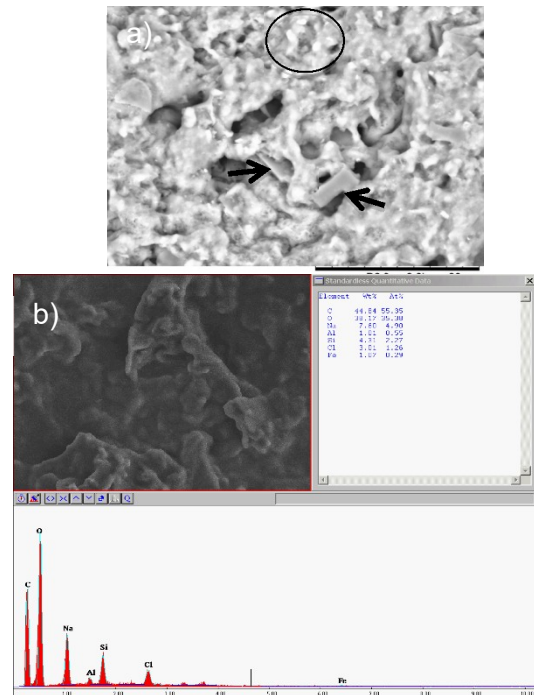 a)
b)
Standardless Quantitative Data
Element Wt% At%
C 44.84 55.35
O 38.17 35.38
Na 7.60 4.90
Al 1.01 0.55
Si 4.31 2.27
Cl 3.01 1.26
Fe 1.07 0.29
Q
O
C
Na
Al
Si
Cl
Fe